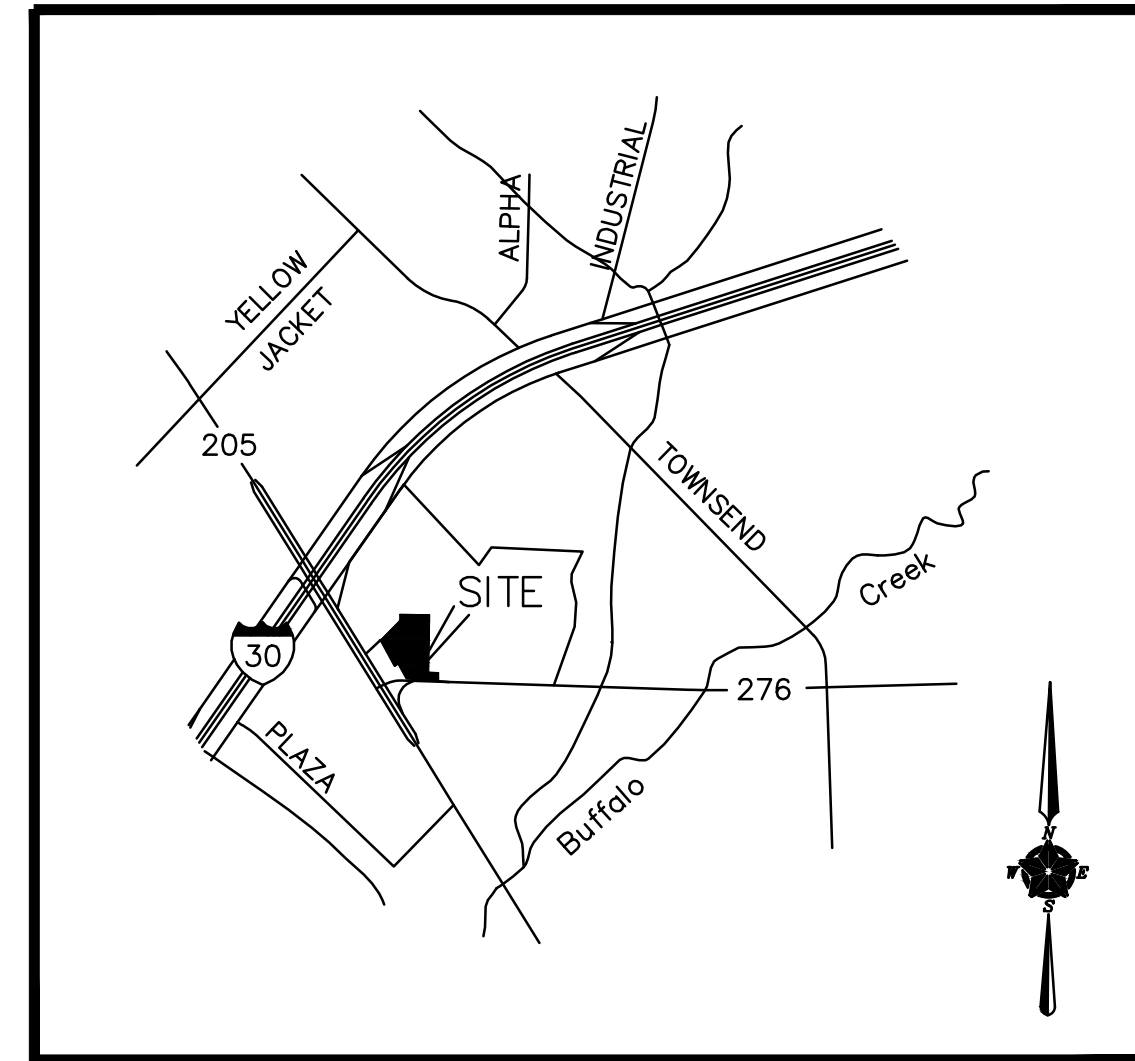 ALPHA
INDUSTRIAL
YELLOW
JACKET
205
TOWNSEND
Creek
SITE
30
276
PLAZA
Buffalo
N
W
E
S